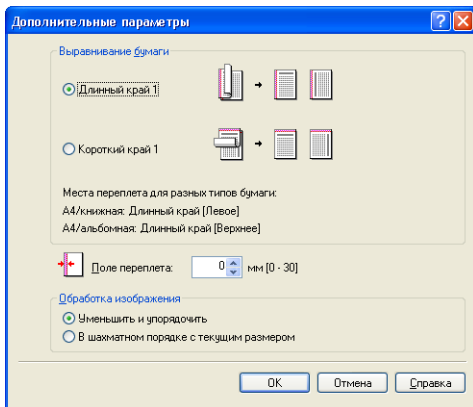 Дополнительные параметры
Выравнивание бумаги
Длинный край 1
Короткий край 1
Места переплета для разных типов бумаги:
А4/книжная: Длинный край [Левое]
А4/альбомная: Длинный край [Верхнее]
Поле переплета: 0 мм [0 - 30]
Обработка изображения
Уменьшить и упорядочить
В шахматном порядке с текущим размером
OK Отмена Справка